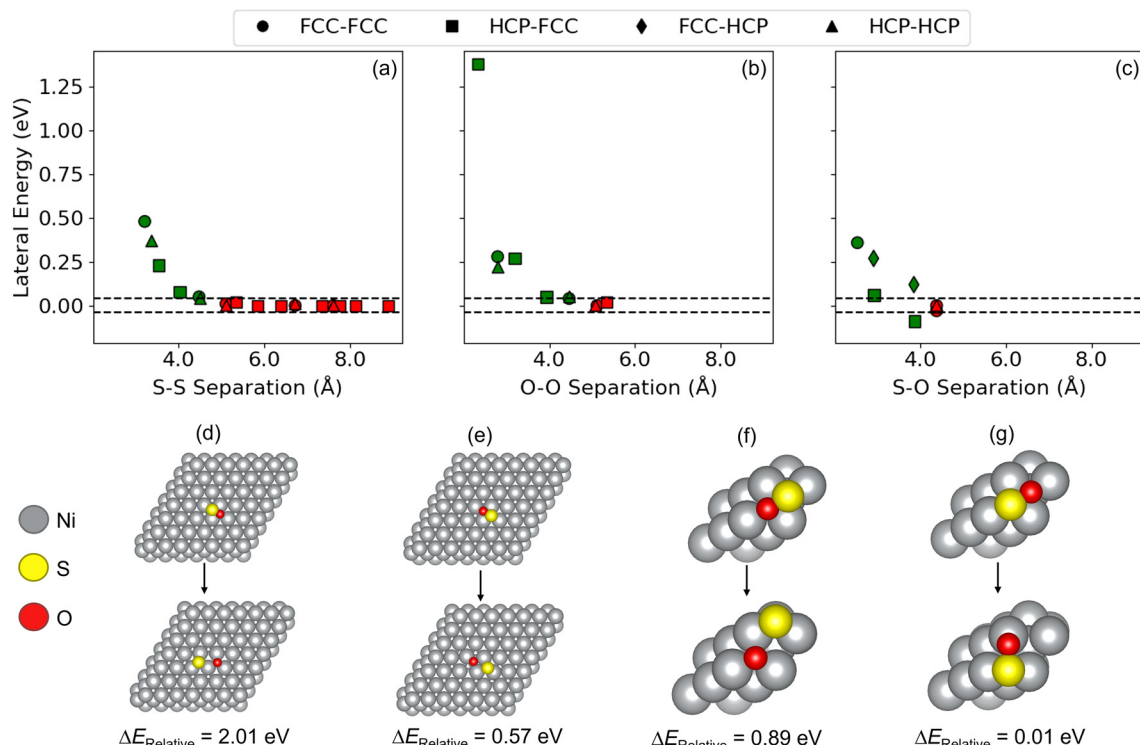 FCC-FCC HCP-FCC FCC-HCP HCP-HCP
(a) (b) (c)
Lateral Energy (eV)
1.25
1.00
0.75
0.50
0.25
0.00
4.0 6.0 8.0 4.0 6.0 8.0 4.0 6.0 8.0
S-S Separation (Å) O-O Separation (Å) S-O Separation (Å)
(d) (e) (f) (g)
Ni
S
O
ΔE_Relative = 2.01 eV ΔE_Relative = 0.57 eV ΔE_Relative = 0.89 eV ΔE_Relative = 0.01 eV